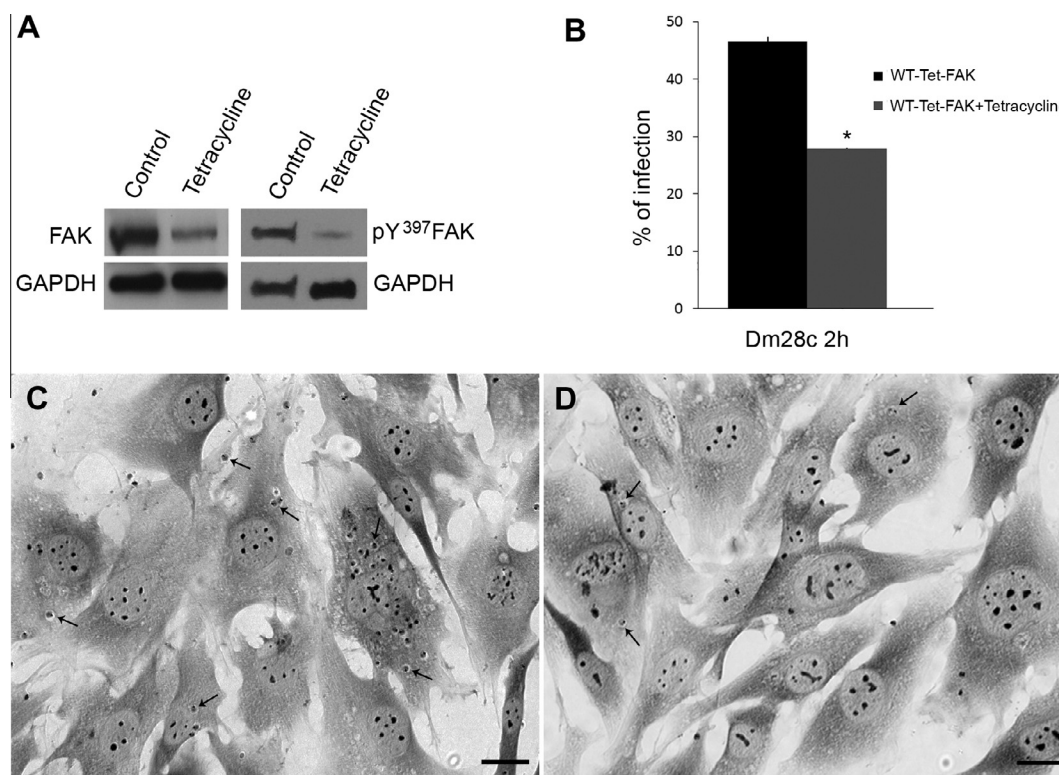 A
Control
Tetracycline
Control
Tetracycline
FAK
pY397FAK
GAPDH
GAPDH
B
% of infection
50
40
30
20
10
0
*
Dm28c 2h
WT-Tet-FAK
WT-Tet-FAK+Tetracyclin
C
D